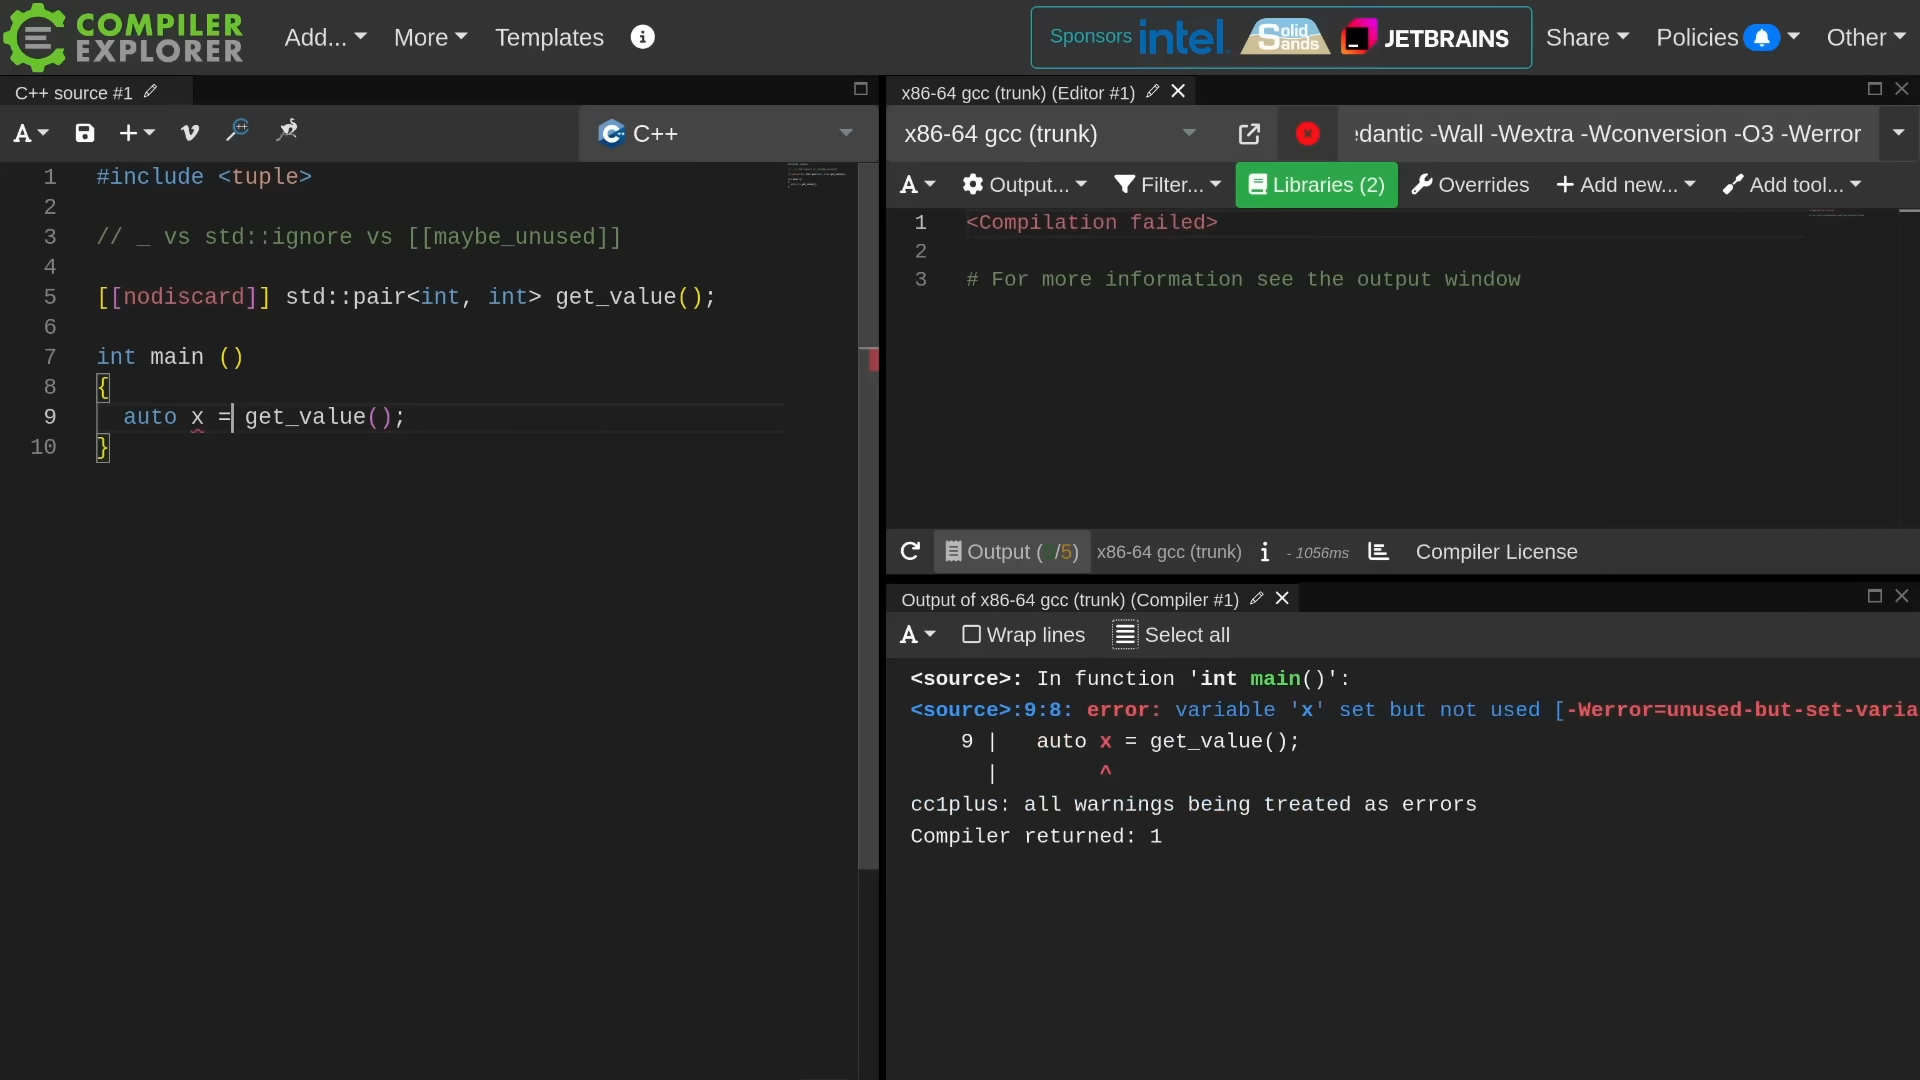 COMPILER EXPLORER Add... More Templates Sponsors intel. Solid Sands JETBRAINS Share Policies Other
C++ source #1
A C++
1 #include <tuple>
2
3 // _ vs std::ignore vs [[maybe_unused]]
4
5 [[nodiscard]] std::pair<int, int> get_value();
6
7 int main ()
8 {
9 auto x = get_value();
10 }
x86-64 gcc (trunk) (Editor #1)
x86-64 gcc (trunk) dantic -Wall -Wextra -Wconversion -O3 -Werror
A Output... Filter... Libraries (2) Overrides + Add new... Add tool...
1 <Compilation failed>
2
3 # For more information see the output window
Output ( /5) x86-64 gcc (trunk) i - 1056ms Compiler License
Output of x86-64 gcc (trunk) (Compiler #1)
A Wrap lines Select all
<source>: In function 'int main()':
<source>:9:8: error: variable 'x' set but not used [-Werror=unused-but-set-varia
9 | auto x = get_value();
| ^
cc1plus: all warnings being treated as errors
Compiler returned: 1